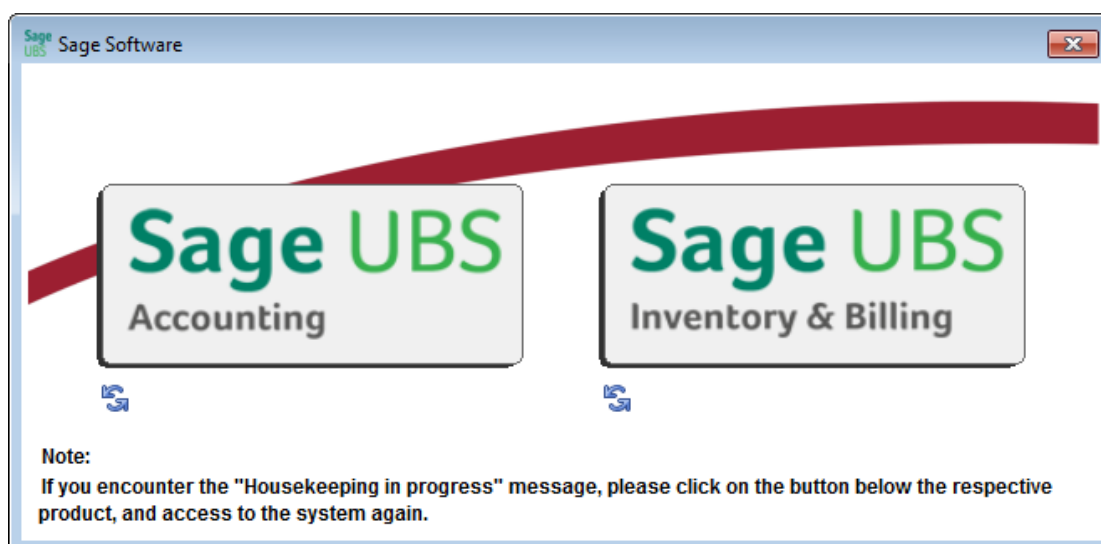 Sage UBS Sage Software
Sage UBS
Accounting
Sage UBS
Inventory & Billing
Note:
If you encounter the "Housekeeping in progress" message, please click on the button below the respective
product, and access to the system again.